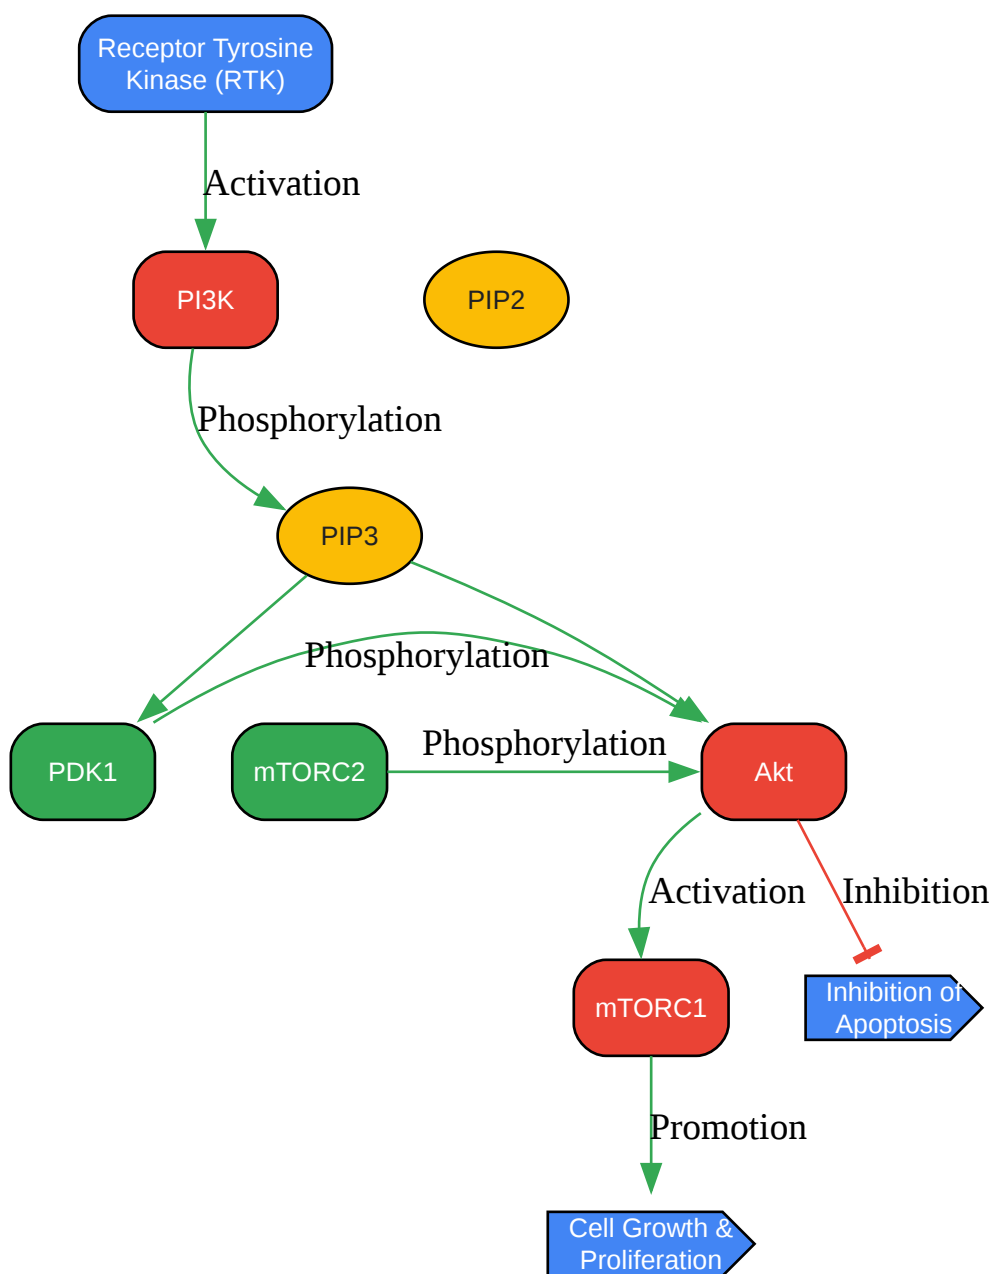 Receptor Tyrosine
Kinase (RTK)
Activation
PI3K
PIP2
Phosphorylation
PIP3
Phosphorylation
Phosphorylation
PDK1
mTORC2
Akt
Activation
Inhibition
mTORC1
Inhibition of
Apoptosis
Promotion
Cell Growth &
Proliferation